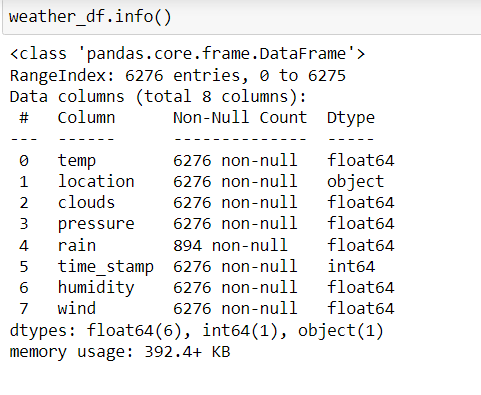 weather_df.info()
<class 'pandas.core.frame.DataFrame'>
RangeIndex: 6276 entries, 0 to 6275
Data columns (total 8 columns):
 #   Column      Non-Null Count  Dtype
---  ------      --------------  -----
 0   temp        6276 non-null   float64
 1   location    6276 non-null   object
 2   clouds      6276 non-null   float64
 3   pressure    6276 non-null   float64
 4   rain        894 non-null    float64
 5   time_stamp  6276 non-null   int64
 6   humidity    6276 non-null   float64
 7   wind        6276 non-null   float64
dtypes: float64(6), int64(1), object(1)
memory usage: 392.4+ KB